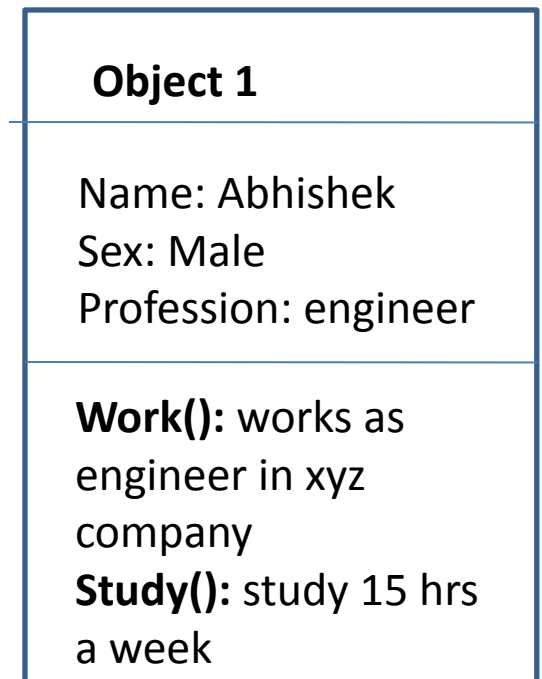 Object 1
Name: Abhishek
Sex: Male
Profession: engineer
Work(): works as
engineer in xyz
company
Study(): study 15 hrs
a week